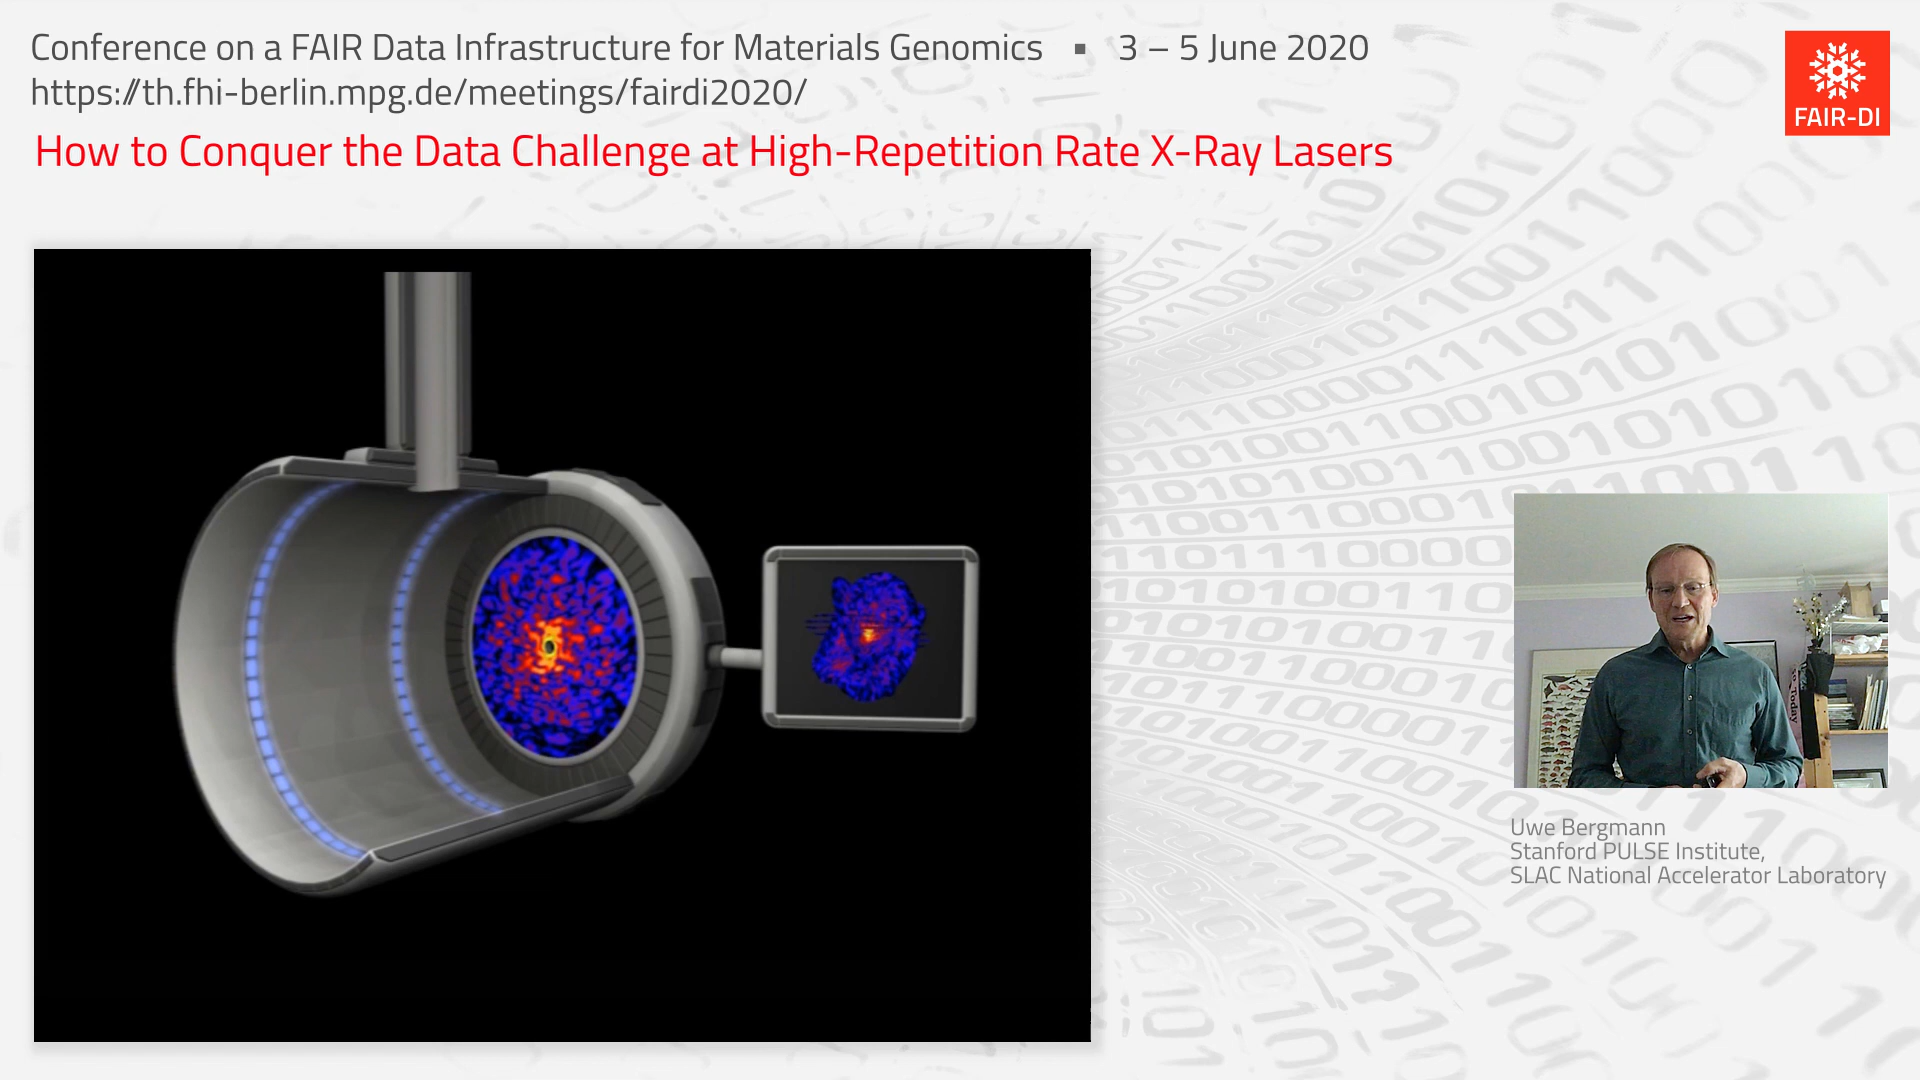 Conference on a FAIR Data Infrastructure for Materials Genomics ▪ 3 – 5 June 2020
https://th.fhi-berlin.mpg.de/meetings/fairdi2020/
FAIR-DI
How to Conquer the Data Challenge at High-Repetition Rate X-Ray Lasers
Uwe Bergmann
Stanford PULSE Institute,
SLAC National Accelerator Laboratory